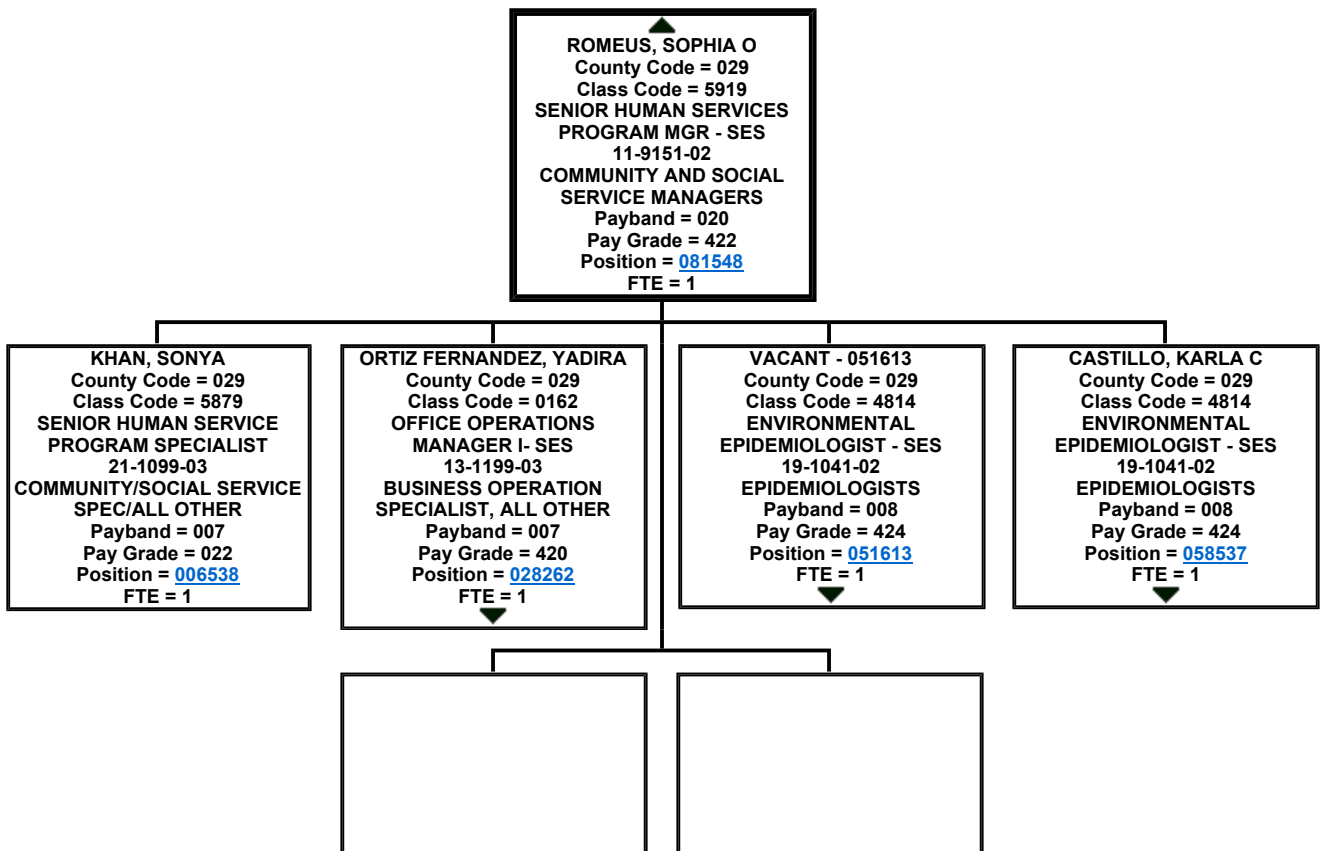 ROMEUS, SOPHIA O
County Code = 029
Class Code = 5919
SENIOR HUMAN SERVICES
PROGRAM MGR - SES
11-9151-02
COMMUNITY AND SOCIAL
SERVICE MANAGERS
Payband = 020
Pay Grade = 422
Position = 081548
FTE = 1
KHAN, SONYA
County Code = 029
Class Code = 5879
SENIOR HUMAN SERVICE
PROGRAM SPECIALIST
21-1099-03
COMMUNITY/SOCIAL SERVICE
SPEC/ALL OTHER
Payband = 007
Pay Grade = 022
Position = 006538
FTE = 1
ORTIZ FERNANDEZ, YADIRA
County Code = 029
Class Code = 0162
OFFICE OPERATIONS
MANAGER I- SES
13-1199-03
BUSINESS OPERATION
SPECIALIST, ALL OTHER
Payband = 007
Pay Grade = 420
Position = 028262
FTE = 1
VACANT - 051613
County Code = 029
Class Code = 4814
ENVIRONMENTAL
EPIDEMIOLOGIST - SES
19-1041-02
EPIDEMIOLOGISTS
Payband = 008
Pay Grade = 424
Position = 051613
FTE = 1
CASTILLO, KARLA C
County Code = 029
Class Code = 4814
ENVIRONMENTAL
EPIDEMIOLOGIST - SES
19-1041-02
EPIDEMIOLOGISTS
Payband = 008
Pay Grade = 424
Position = 058537
FTE = 1